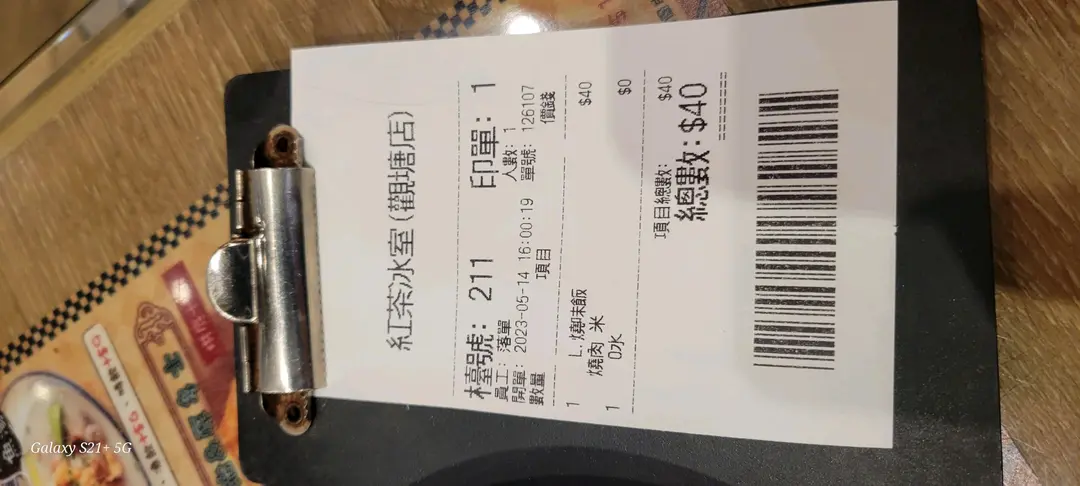 紅茶冰室(觀塘店)
檯號: 211 印單: 1
員工: 落單 人數: 1
開單: 2023-05-14 16:00:19 單號: 126107
數量 項目 價錢
1 L.燒味飯 $40
燒肉 米
1 0水 $0
項目總數: $40
總數: $40
Galaxy S21+ 5G